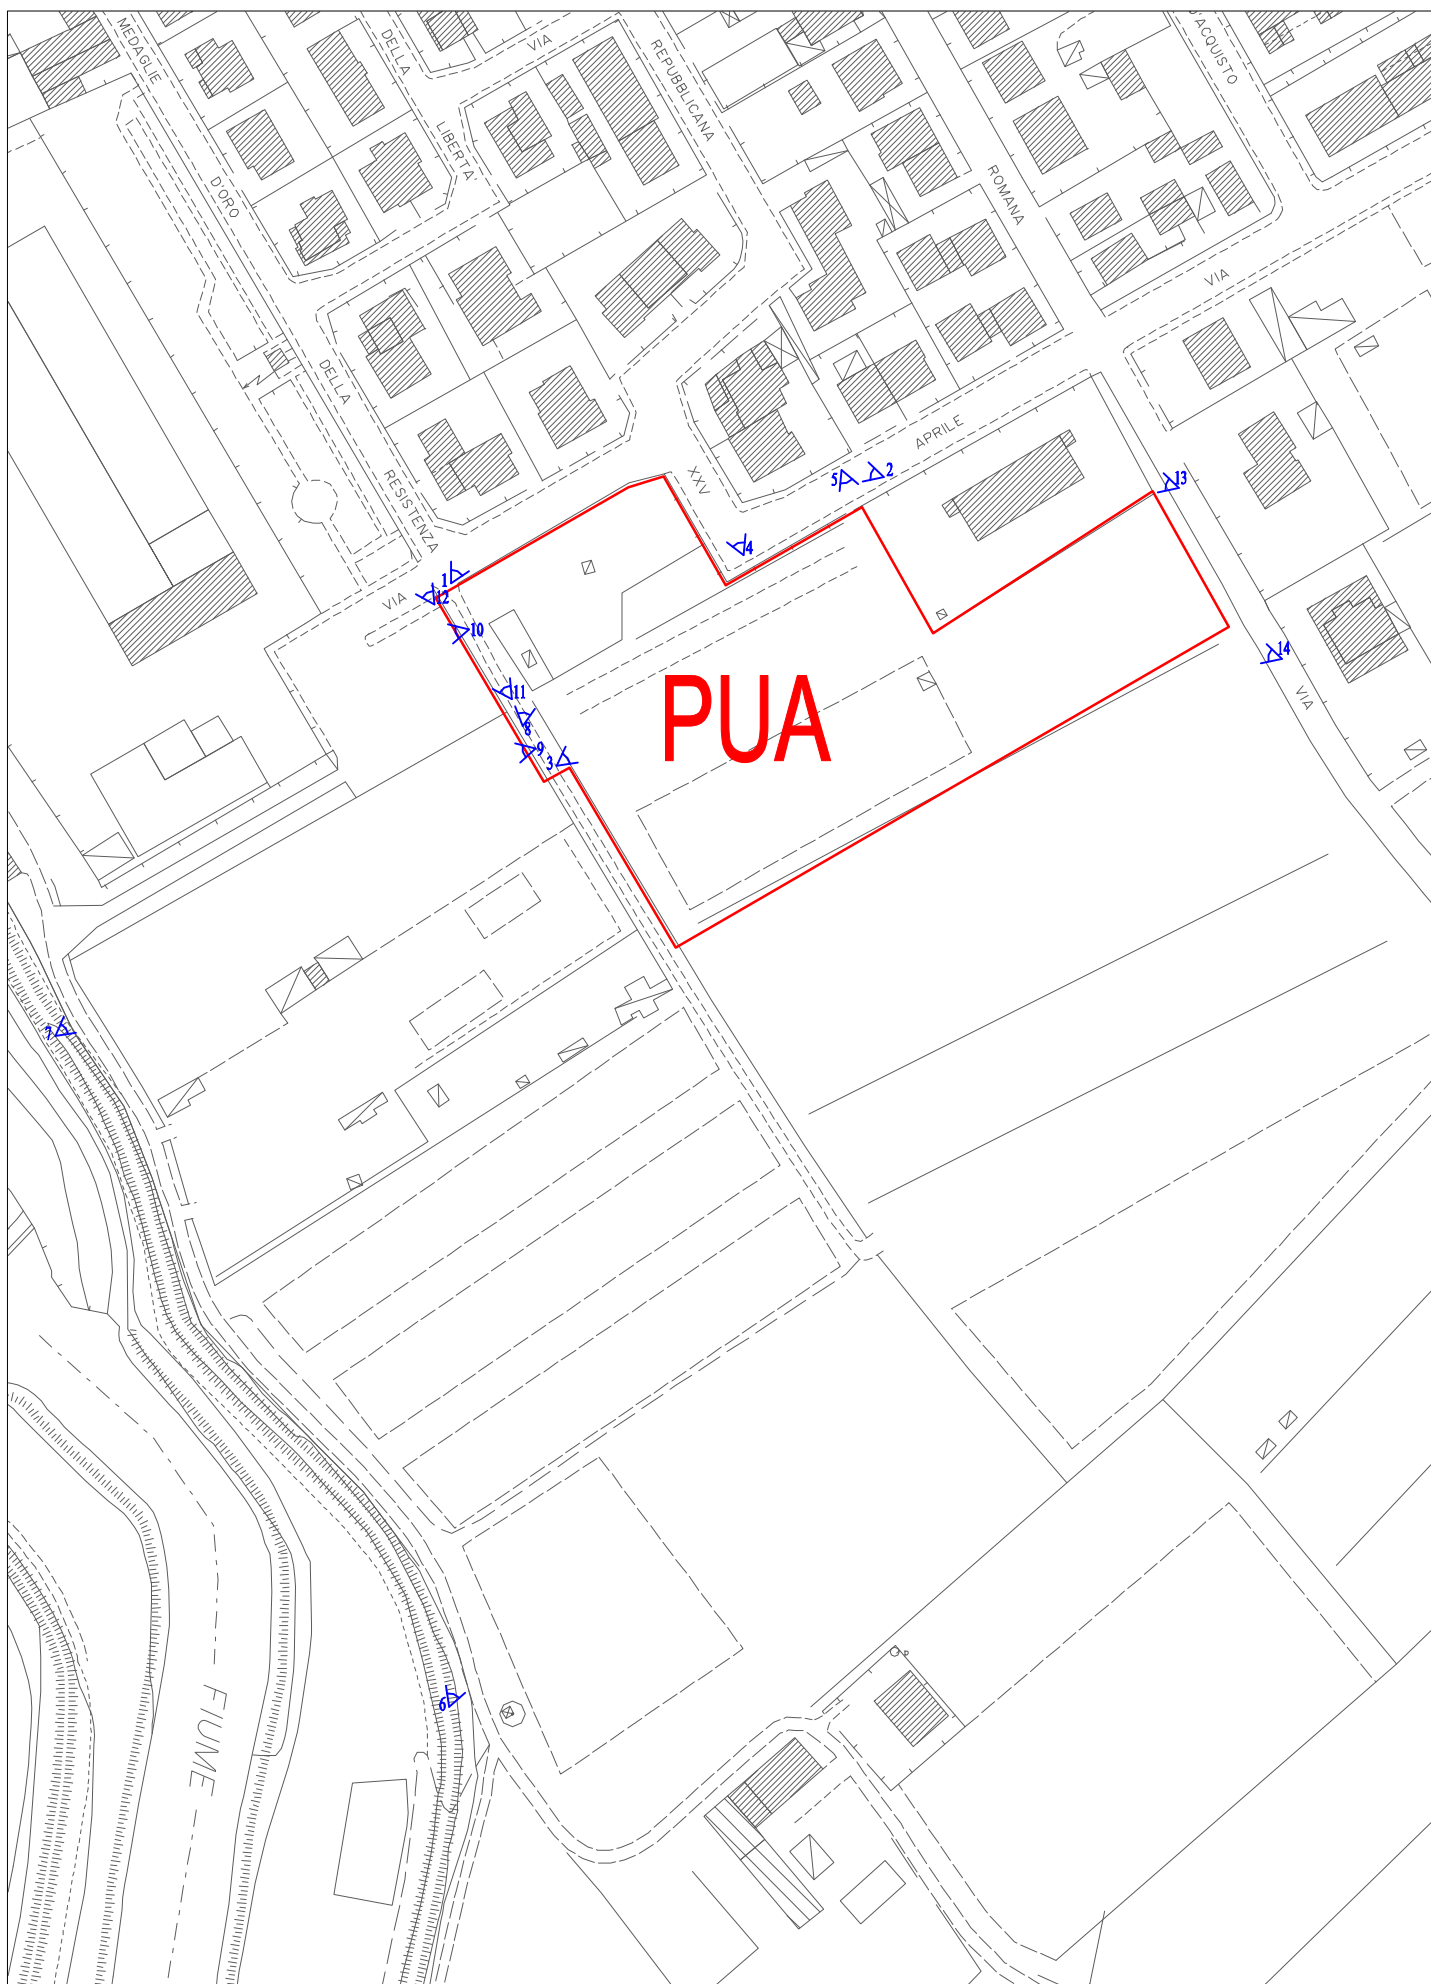 MEDAGLIE
D'ORO
DELLA
RESISTENZA
DELLA
LIBERTA'
VIA
REPUBBLICANA
ROMANA
D'ACQUISTO
VIA
APRILE
XXV
VIA
VIA
5
2
13
4
1
12
10
11
8
9
3
14
PUA
7
6
FIUME